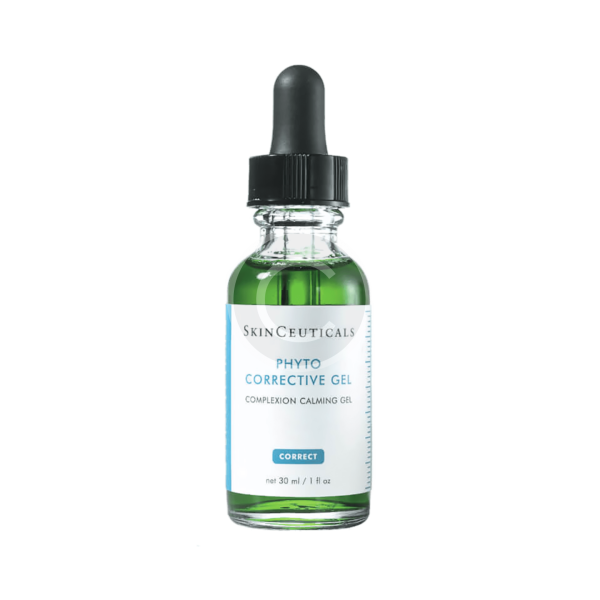 SKINCEUTICALS
PHYTO
CORRECTIVE GEL
COMPLEXION CALMING GEL
CORRECT
net 30 ml / 1 fl oz